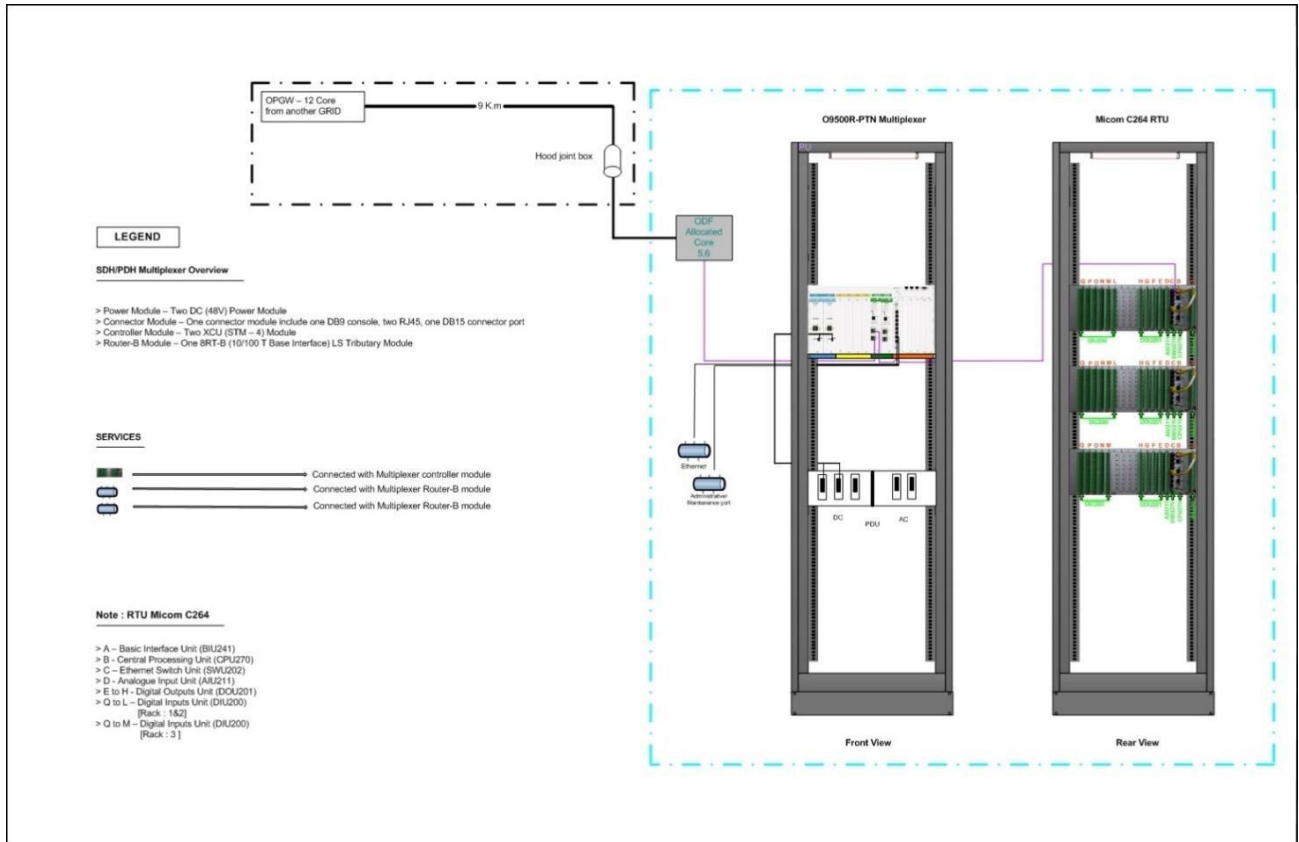 OPGW – 12 Core
from another GRID
9 K.m
Hood joint box
ODF
Allocated
Core
5,6
O9500R-PTN Multiplexer
Micom C264 RTU
PU
LEGEND
SDH/PDH Multiplexer Overview
> Power Module – Two DC (48V) Power Module
> Connector Module – One connector module include one DB9 console, two RJ45, one DB15 connector port
> Controller Module – Two XCU (STM – 4) Module
> Router-B Module – One 8RT-B (10/100 T Base Interface) LS Tributary Module
SERVICES
Connected with Multiplexer controller module
Connected with Multiplexer Router-B module
Connected with Multiplexer Router-B module
Ethernet
Administrative/
Maintenance port
DC
PDU
AC
Q P O N M L
H G F E D C B
Q P O N M L
H G F E D C B
Q P O N M
H G F E D C B
Note : RTU Micom C264
> A – Basic Interface Unit (BIU241)
> B - Central Processing Unit (CPU270)
> C – Ethernet Switch Unit (SWU202)
> D - Analogue Input Unit (AIU211)
> E to H - Digital Outputs Unit (DOU201)
> Q to L – Digital Inputs Unit (DIU200)
[Rack : 1&2]
> Q to M – Digital Inputs Unit (DIU200)
[Rack : 3 ]
Front View
Rear View